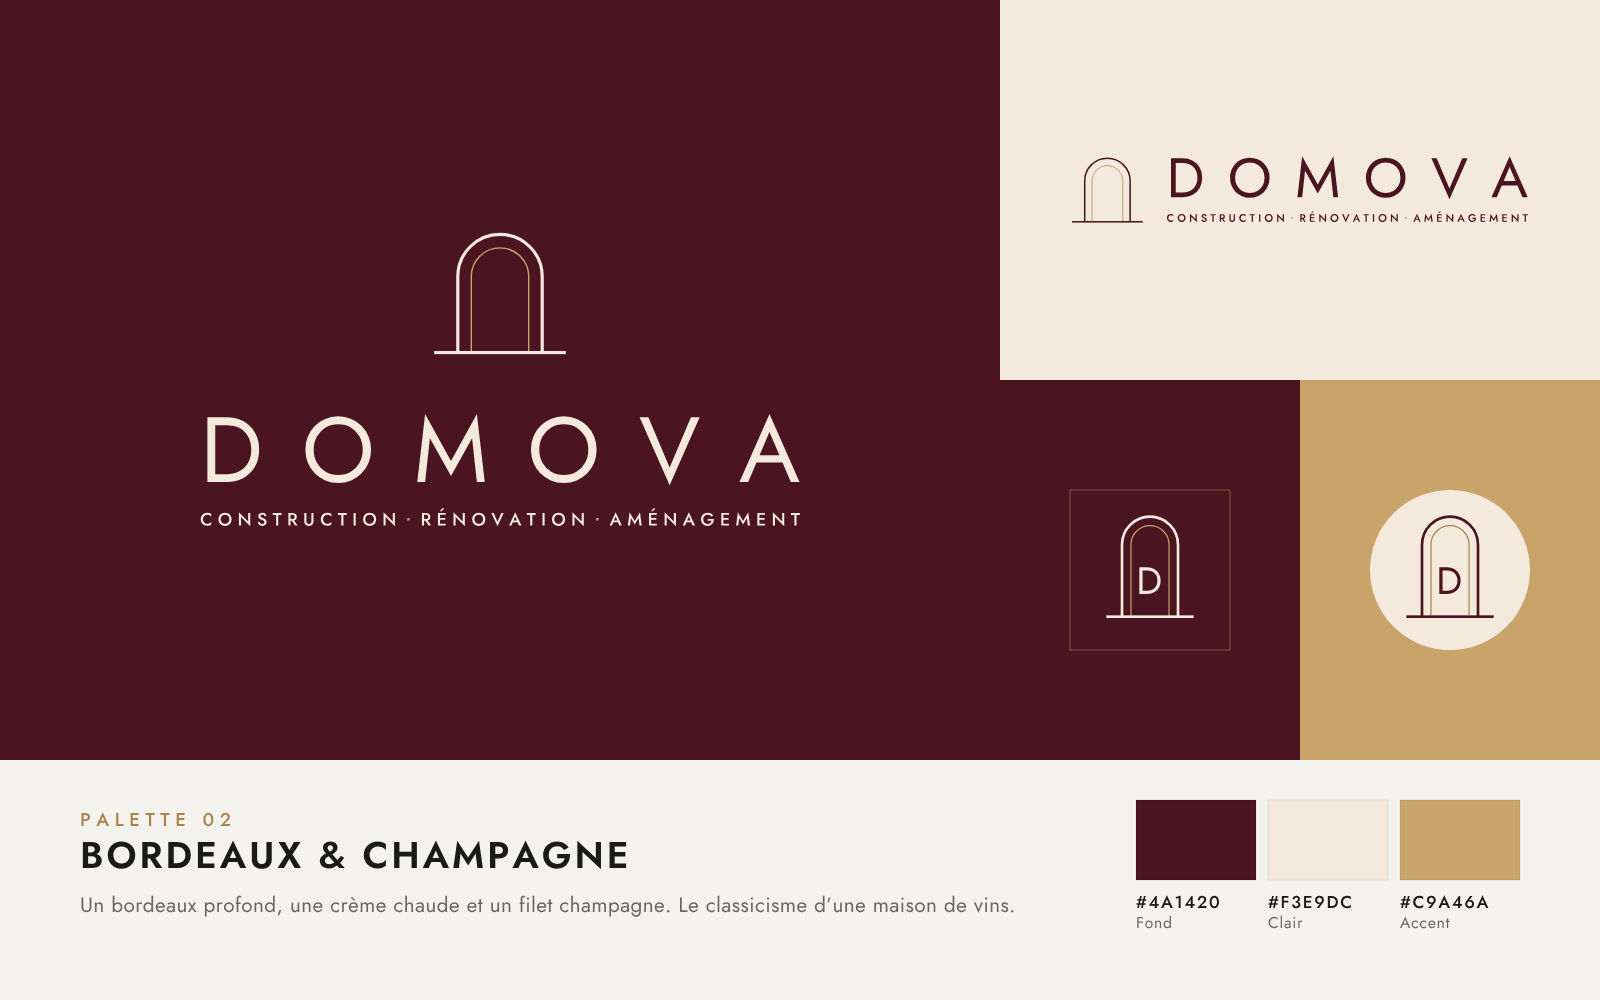 DOMOVA
CONSTRUCTION · RÉNOVATION · AMÉNAGEMENT
DOMOVA
CONSTRUCTION · RÉNOVATION · AMÉNAGEMENT
D
D
PALETTE 02
BORDEAUX & CHAMPAGNE
Un bordeaux profond, une crème chaude et un filet champagne. Le classicisme d’une maison de vins.
#4A1420
Fond
#F3E9DC
Clair
#C9A46A
Accent